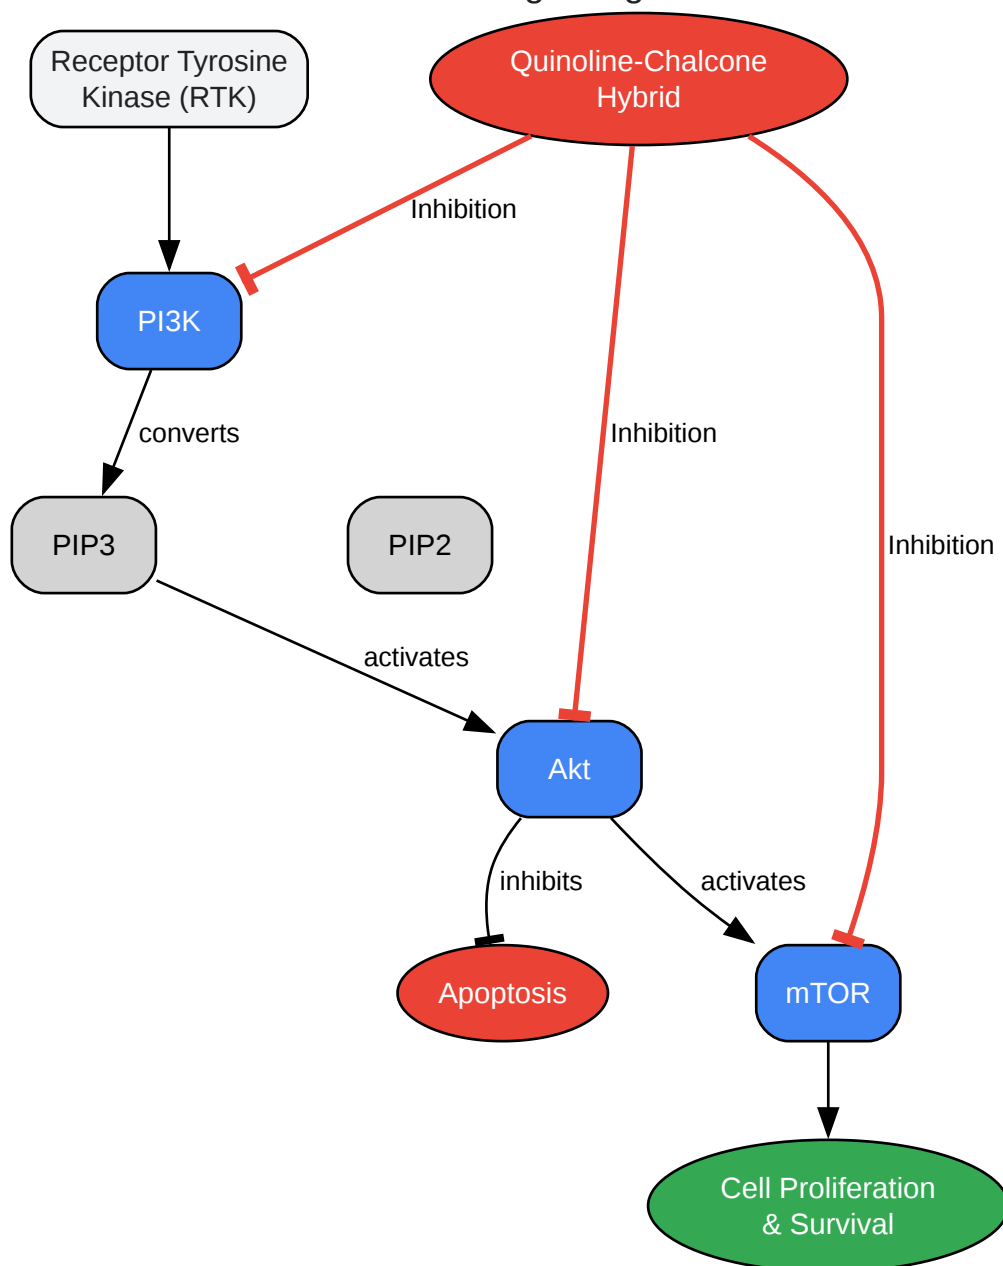 Receptor Tyrosine
Kinase (RTK)
Quinoline-Chalcone
Hybrid
Inhibition
PI3K
converts
Inhibition
PIP3
PIP2
Inhibition
activates
Akt
inhibits
activates
Apoptosis
mTOR
Cell Proliferation
& Survival